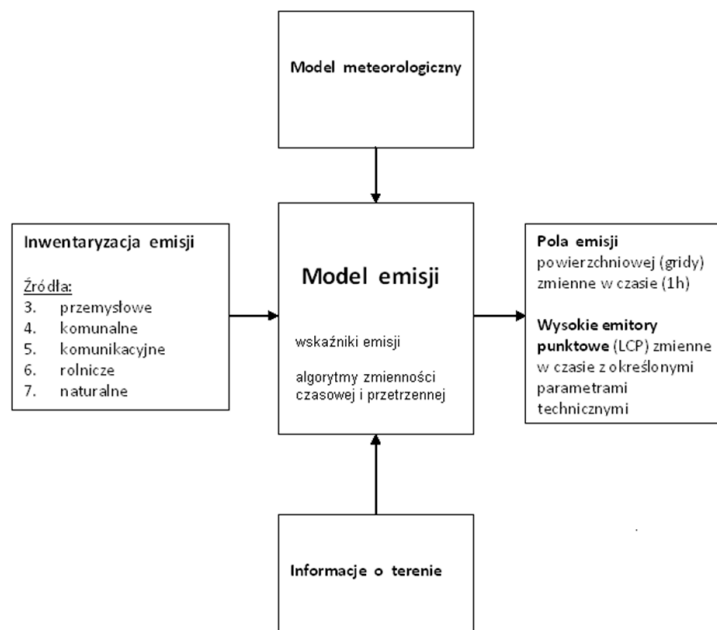 Model meteorologiczny
Inwentaryzacja emisji
Źródła:
3. przemysłowe
4. komunalne
5. komunikacyjne
6. rolnicze
7. naturalne
Model emisji
wskaźniki emisji
algorytmy zmienności
czasowej i przetrzennej
Pola emisji
powierzchniowej (gridy)
zmienne w czasie (1h)
Wysokie emitory
punktowe (LCP) zmienne
w czasie z określonymi
parametrami
technicznymi
Informacje o terenie